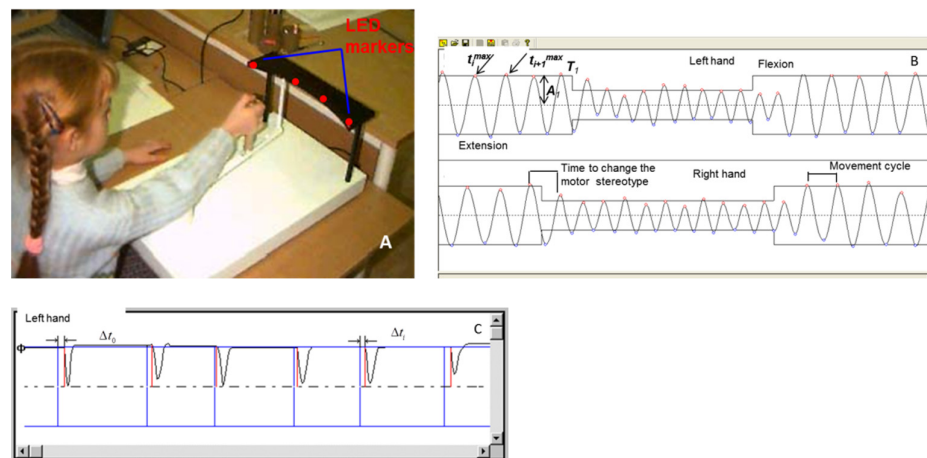 LED
markers
A
B
t_i^max
t_{i+1}^max
T_1
Left hand
Flexion
A_1
Extension
Time to change the
motor stereotype
Right hand
Movement cycle
Left hand
C
Δt_0
Δt_i
Φ